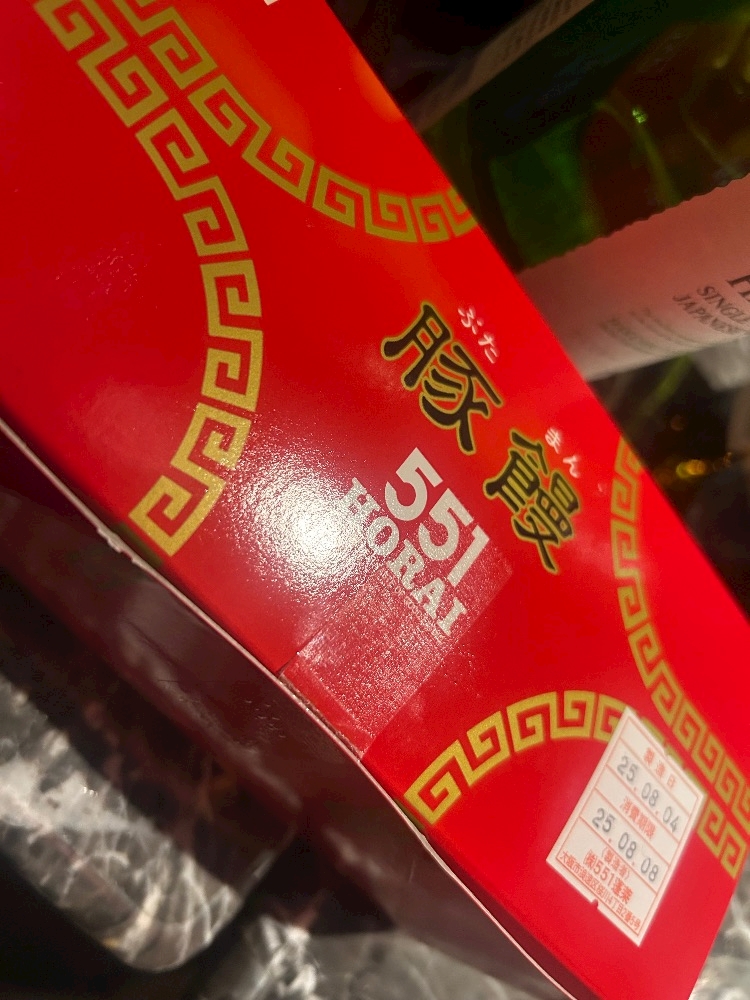 ぶた
豚
まん
饅
551
HORAI
製造日
25.08.04
消費期限
25.08.08
(製造者)
㈱551蓬莱
SINGL
JAPANES